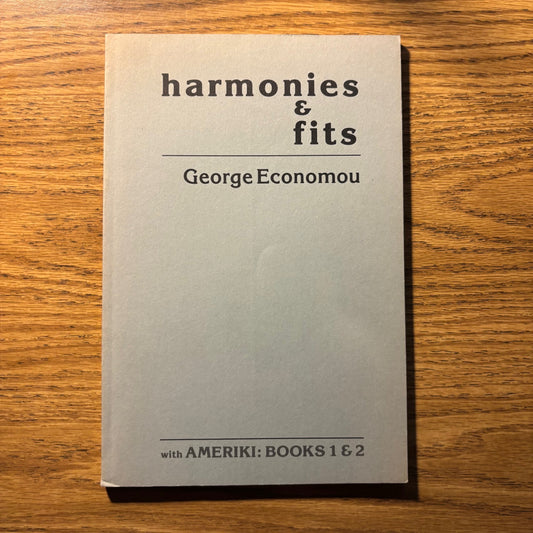 harmonies
&
fits
George Economou
with AMERIKI: BOOKS 1 & 2